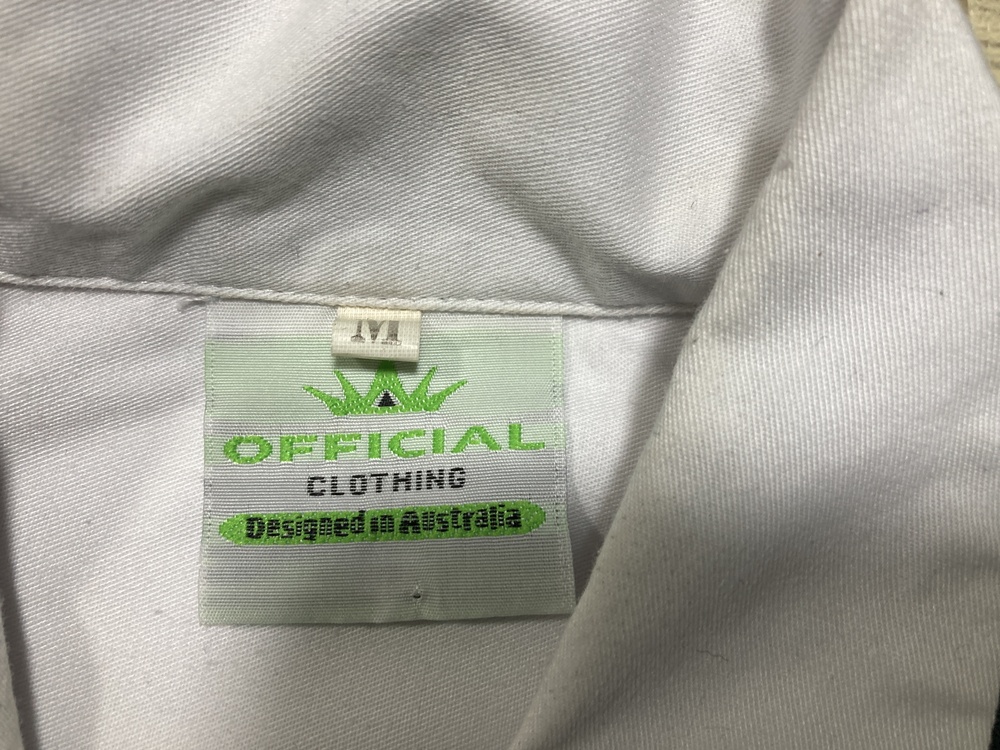 M
OFFICIAL
CLOTHING
Designed in Australia